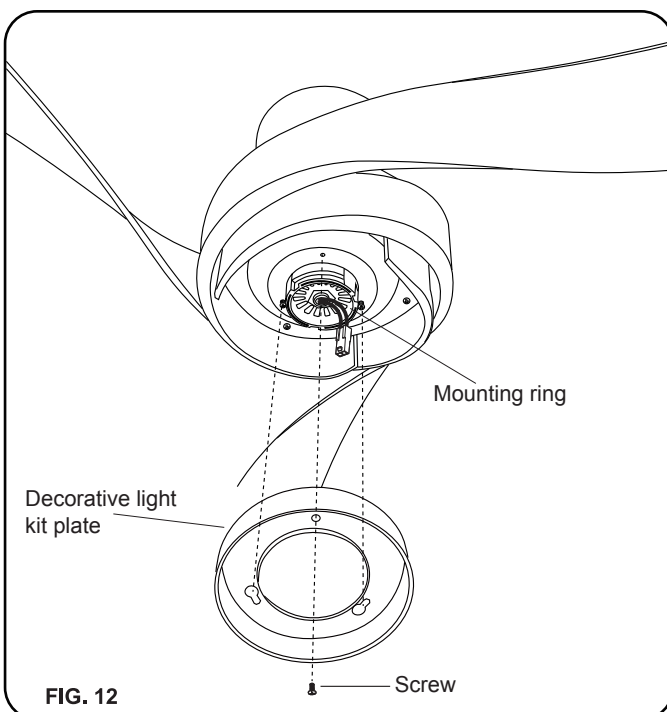 Mounting ring
Decorative light
kit plate
Screw
FIG. 12